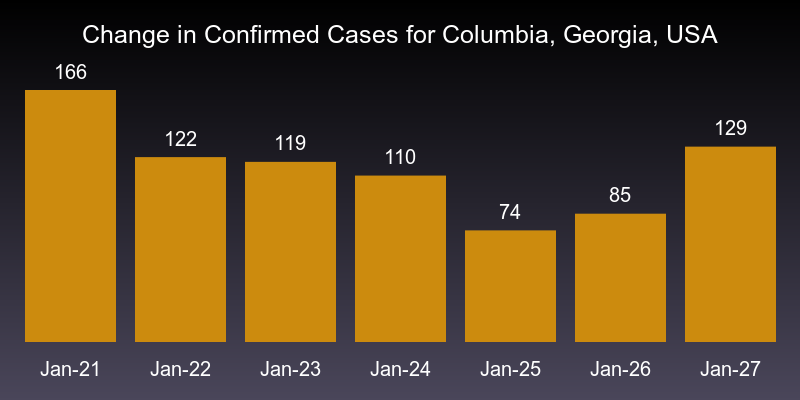 Change in Confirmed Cases for Columbia, Georgia, USA
166
122
119
110
74
85
129
Jan-21
Jan-22
Jan-23
Jan-24
Jan-25
Jan-26
Jan-27